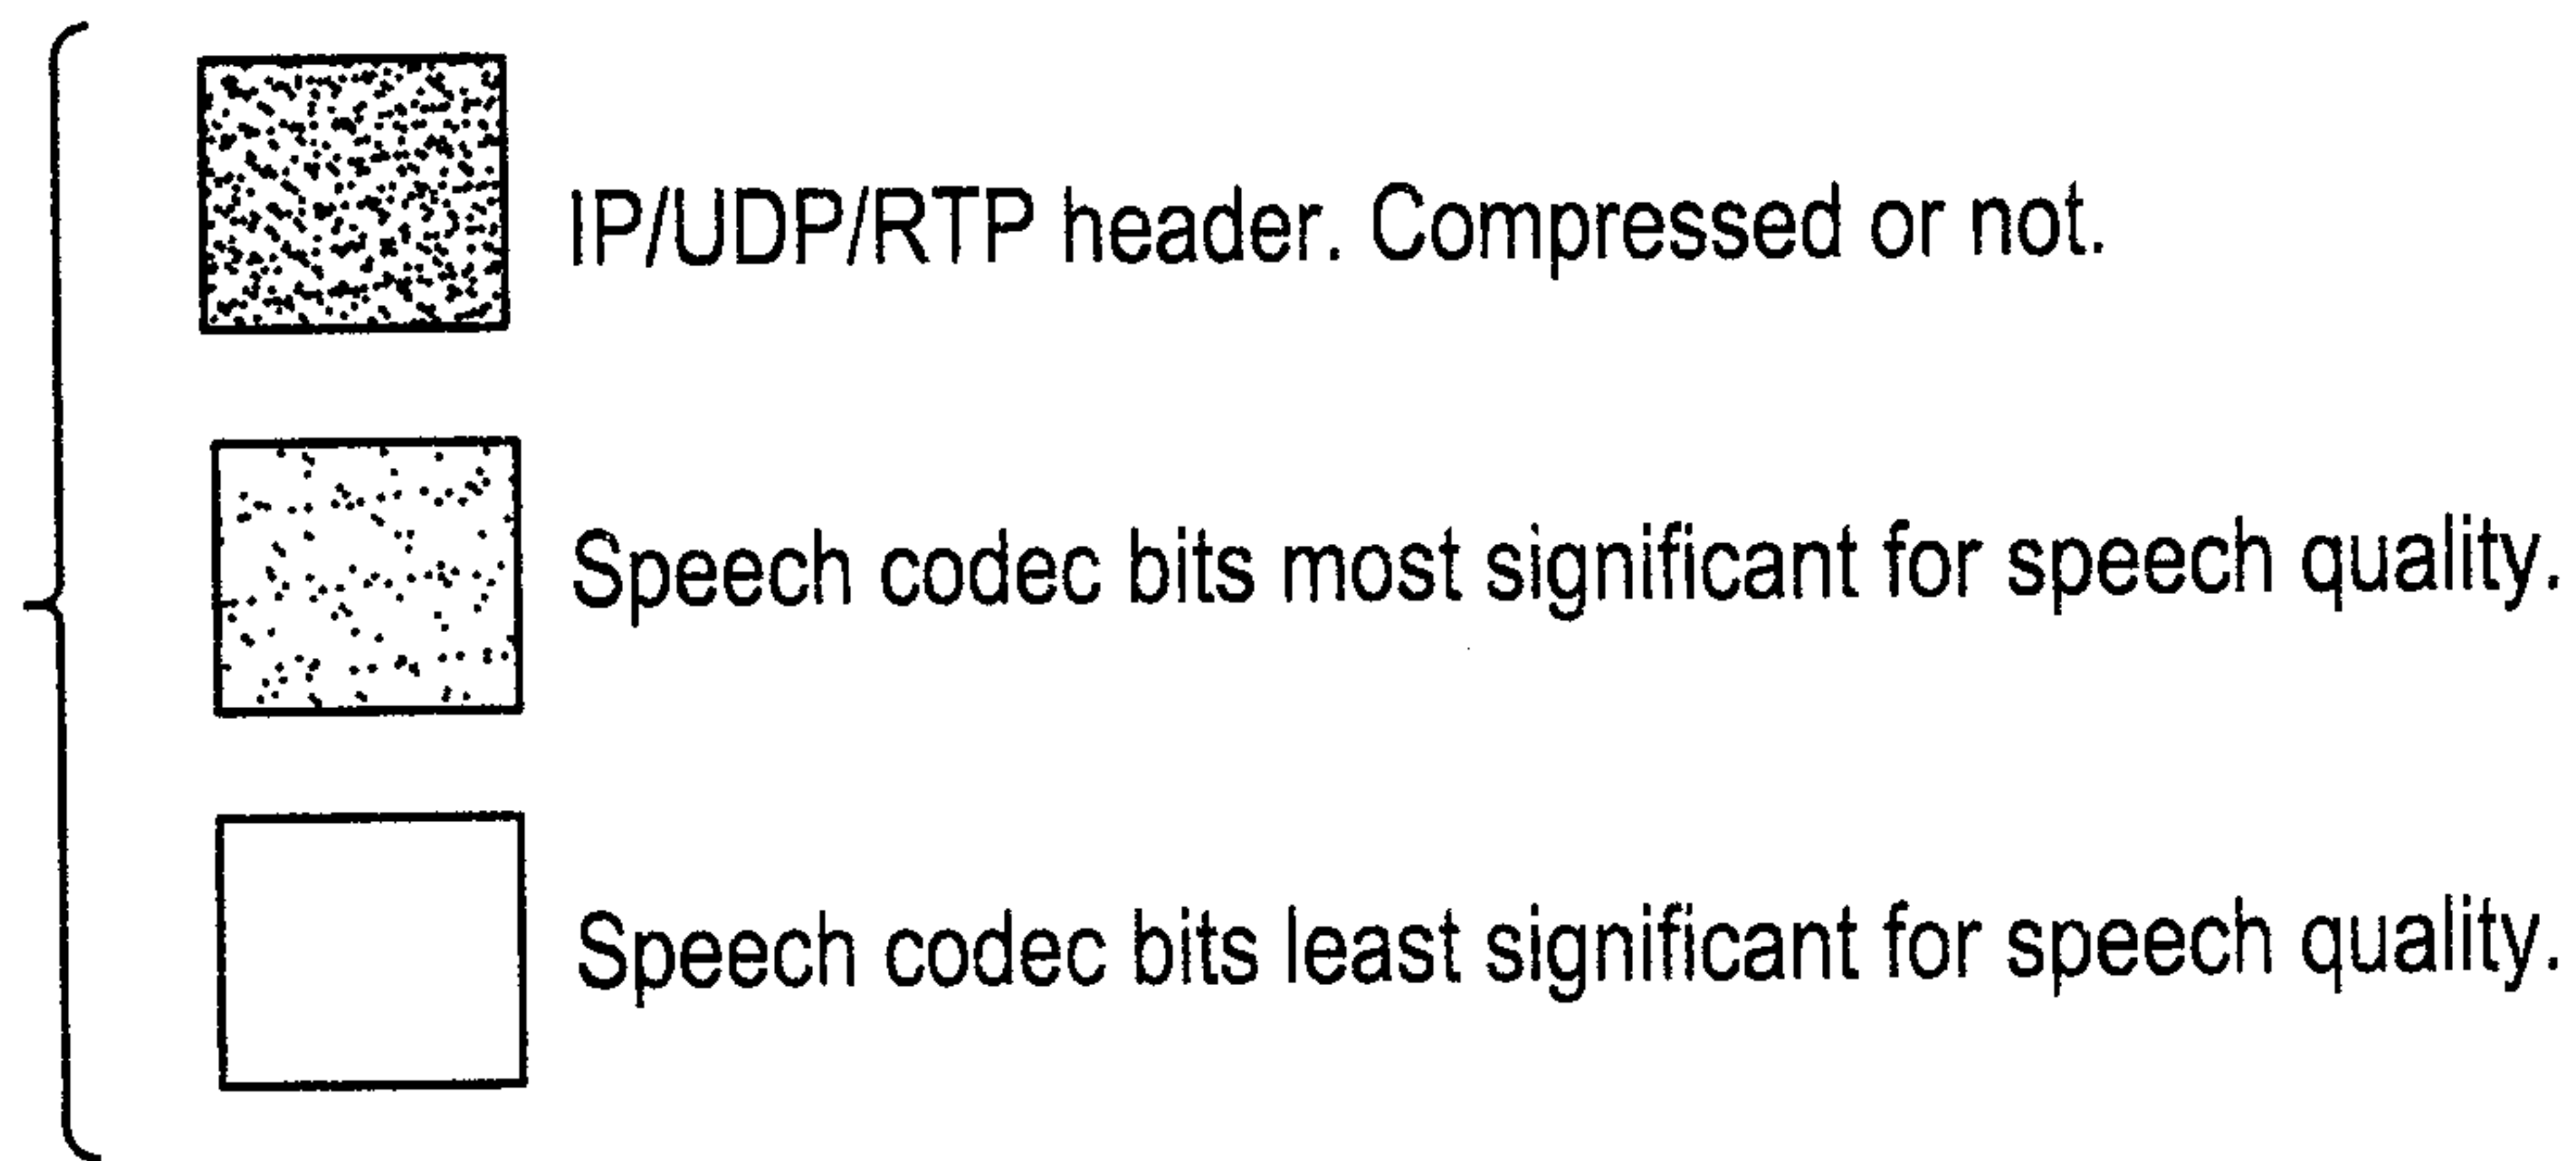 IP/UDP/RTP header. Compressed or not.
Speech codec bits most significant for speech quality.
Speech codec bits least significant for speech quality.